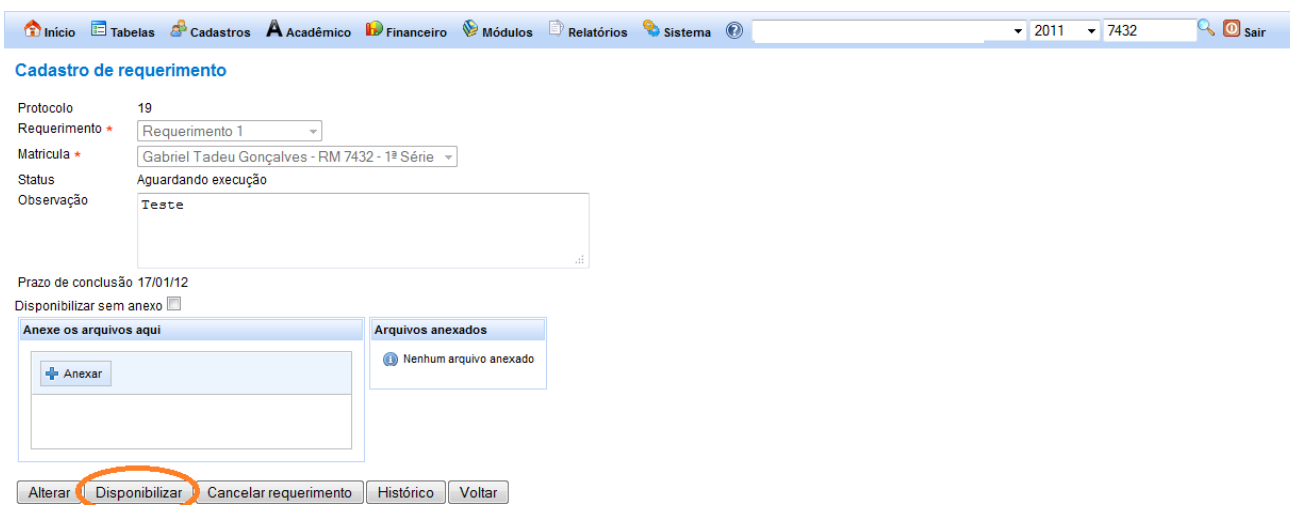 Início Tabelas Cadastros Acadêmico Financeiro Módulos Relatórios Sistema 2011 7432 Sair
Cadastro de requerimento
Protocolo 19
Requerimento * Requerimento 1
Matricula * Gabriel Tadeu Gonçalves - RM 7432 - 1ª Série
Status Aguardando execução
Observação Teste
Prazo de conclusão 17/01/12
Disponibilizar sem anexo
Anexe os arquivos aqui Arquivos anexados
Nenhum arquivo anexado
Anexar
Alterar Disponibilizar Cancelar requerimento Histórico Voltar